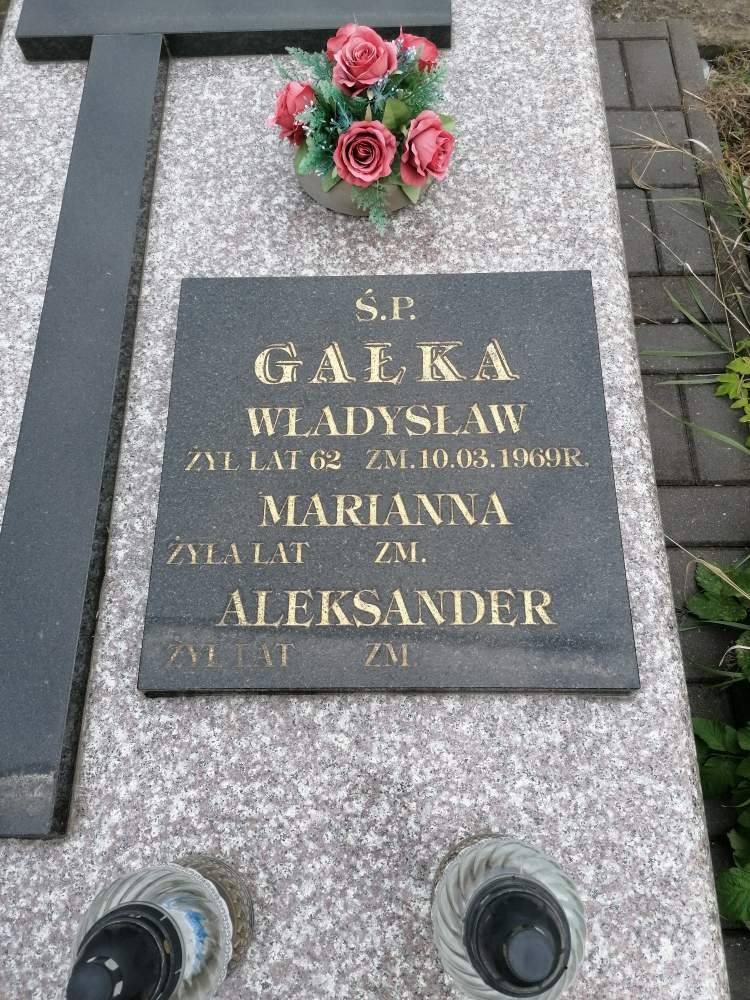 Ś.P.
GAŁKA
WŁADYSŁAW
ŻYŁ LAT 62 ZM. 10.03.1969R.
MARIANNA
ŻYŁA LAT ZM.
ALEKSANDER
ŻYŁ LAT ZM.